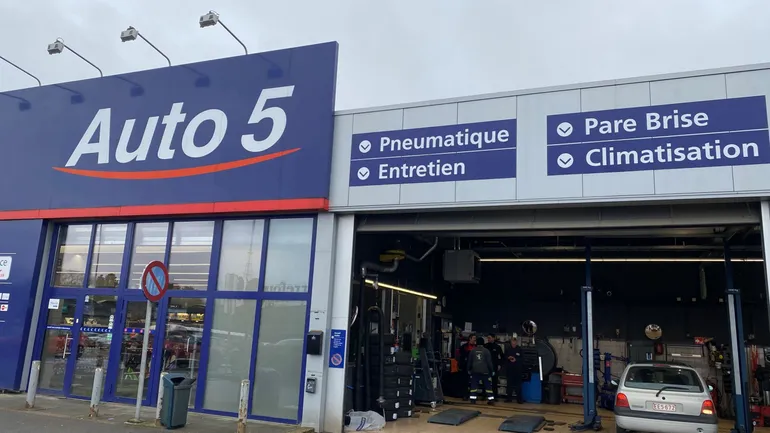 Auto 5
Pneumatique
Entretien
Pare Brise
Climatisation